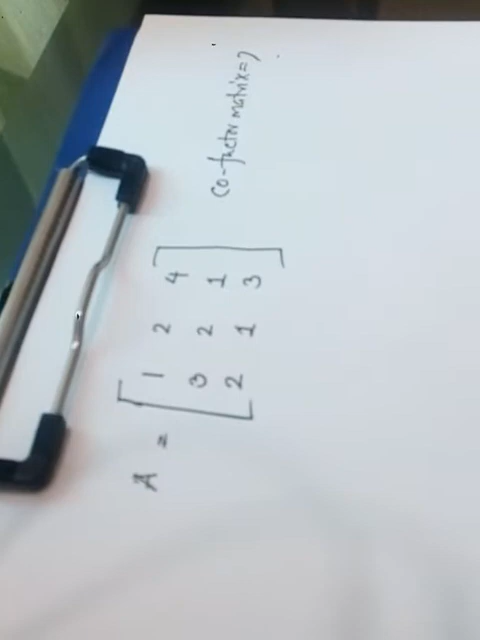 A = [ 1 2 4
3 2 1
2 1 3 ]
Co-factor matrix = ?